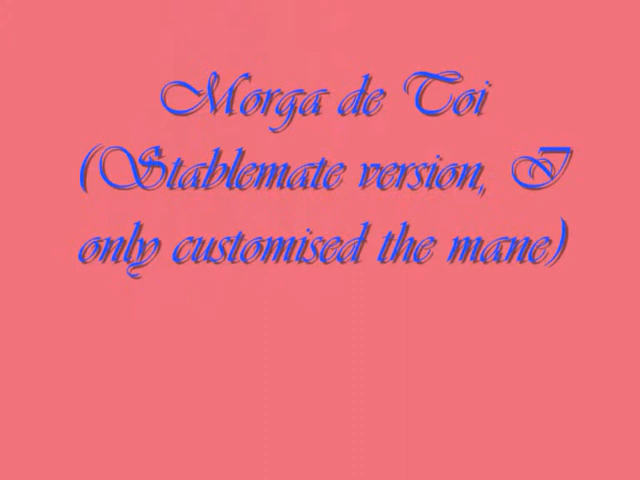 Morga de Toi
(Stablemate version, I
only customised the mane)